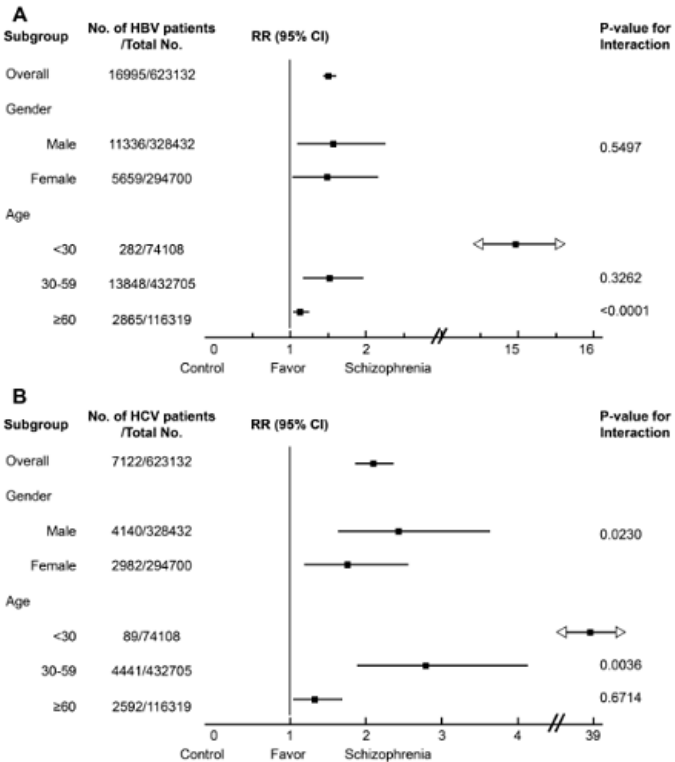 A
Subgroup No. of HBV patients /Total No. RR (95% CI) P-value for Interaction
Overall 16995/623132
Gender
Male 11336/328432 0.5497
Female 5659/294700
Age
<30 282/74108
30-59 13848/432705 0.3262
≥60 2865/116319 <0.0001
0 1 2 15 16
Control Favor Schizophrenia
B
Subgroup No. of HCV patients /Total No. RR (95% CI) P-value for Interaction
Overall 7122/623132
Gender
Male 4140/328432 0.0230
Female 2982/294700
Age
<30 89/74108
30-59 4441/432705 0.0036
≥60 2592/116319 0.6714
0 1 2 3 4 39
Control Favor Schizophrenia